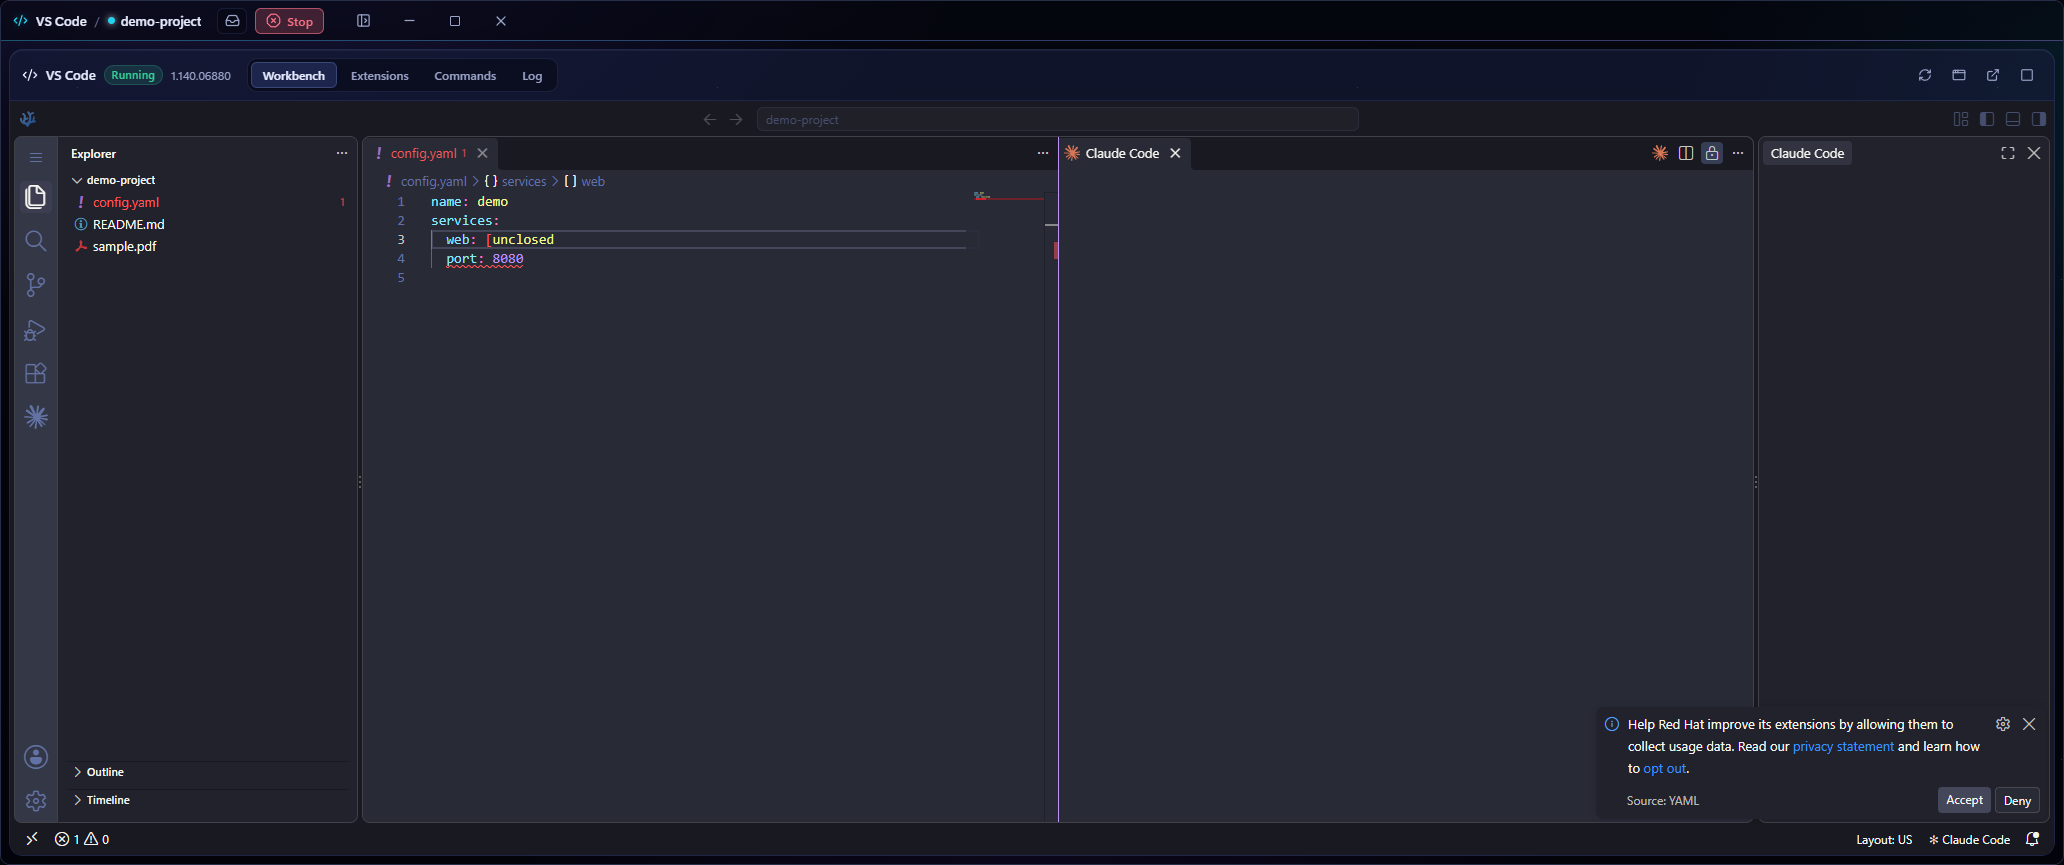 VS Code / demo-project Stop
VS Code Running 1.140.06880 Workbench Extensions Commands Log
demo-project
Explorer
demo-project
config.yaml 1
README.md
sample.pdf
Outline
Timeline
config.yaml 1
config.yaml > {} services > [] web
1 name: demo
2 services:
3 web: [unclosed
4 port: 8080
5
Claude Code
Claude Code
Help Red Hat improve its extensions by allowing them to
collect usage data. Read our privacy statement and learn how
to opt out.
Source: YAML Accept Deny
1 0 Layout: US Claude Code